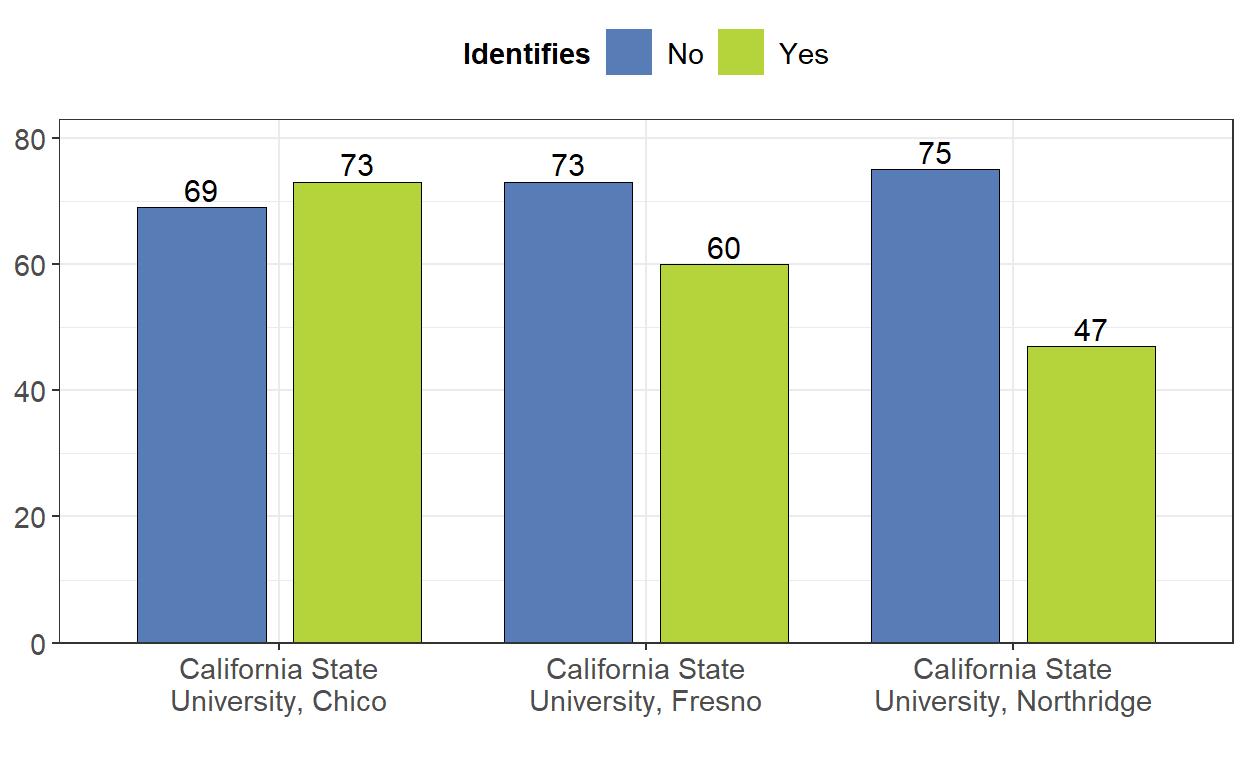 Identifies No Yes
80
60
40
20
0
69
73
73
60
75
47
California State
University, Chico
California State
University, Fresno
California State
University, Northridge